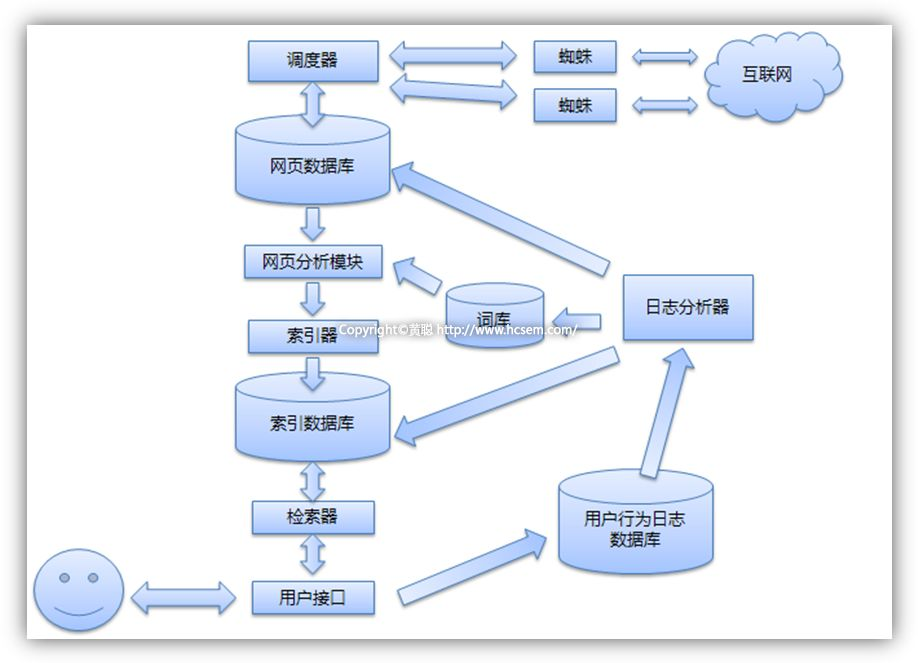 调度器
蜘蛛
互联网
蜘蛛
网页数据库
网页分析模块
日志分析器
词库
Copyright©黄聪 http://www.hcsem.com/
索引器
索引数据库
检索器
用户行为日志
数据库
用户接口